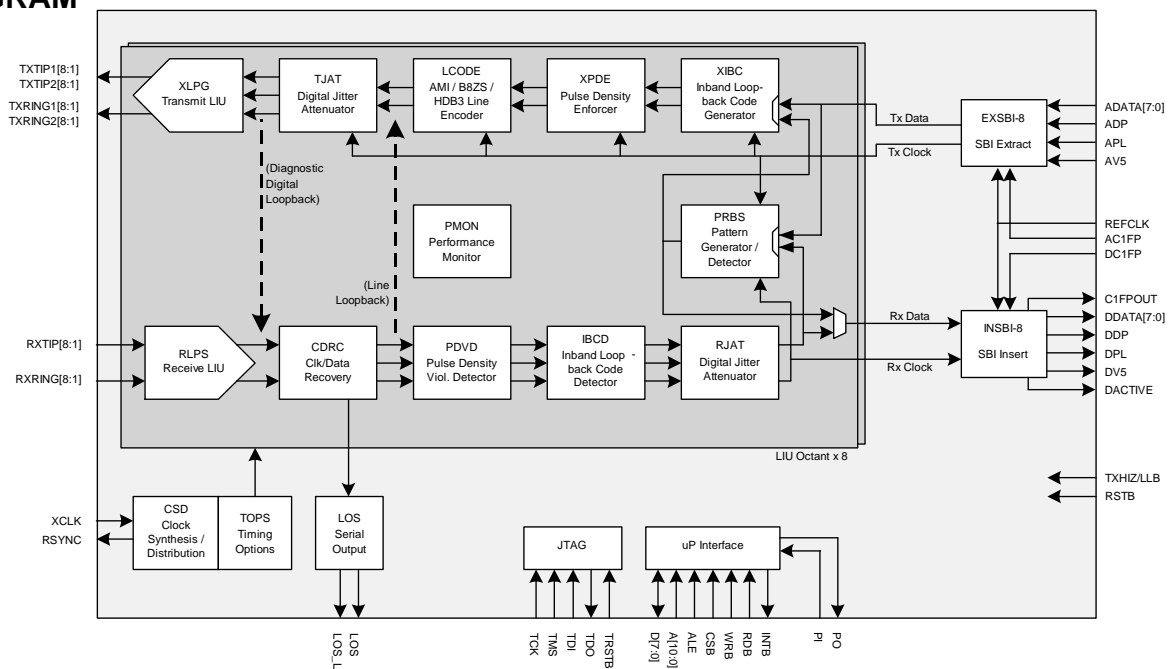 GRAM
TXTIP1[8:1]
TXTIP2[8:1]
TXRING1[8:1]
TXRING2[8:1]
XLPG
Transmit LIU
TJAT
Digital Jitter
Attenuator
LCODE
AMI / B8ZS /
HDB3 Line
Encoder
XPDE
Pulse Density
Enforcer
XIBC
Inband Loop-
back Code
Generator
Tx Data
Tx Clock
EXSBI-8
SBI Extract
ADATA[7:0]
ADP
APL
AV5
(Diagnostic
Digital
Loopback)
PMON
Performance
Monitor
(Line
Loopback)
PRBS
Pattern
Generator /
Detector
REFCLK
AC1FP
DC1FP
RXTIP[8:1]
RXRING[8:1]
RLPS
Receive LIU
CDRC
Clk/Data
Recovery
PDVD
Pulse Density
Viol. Detector
IBCD
Inband Loop -
back Code
Detector
RJAT
Digital Jitter
Attenuator
Rx Data
Rx Clock
INSBI-8
SBI Insert
C1FPOUT
DDATA[7:0]
DDP
DPL
DV5
DACTIVE
LIU Octant x 8
TXHIZ/LLB
RSTB
XCLK
RSYNC
CSD
Clock
Synthesis /
Distribution
TOPS
Timing
Options
LOS
Serial
Output
JTAG
uP Interface
LOS_L
LOS
TCK
TMS
TDI
TDO
TRSTB
D[7:0]
A[10:0]
ALE
CSB
WRB
RDB
INTB
PI
PO